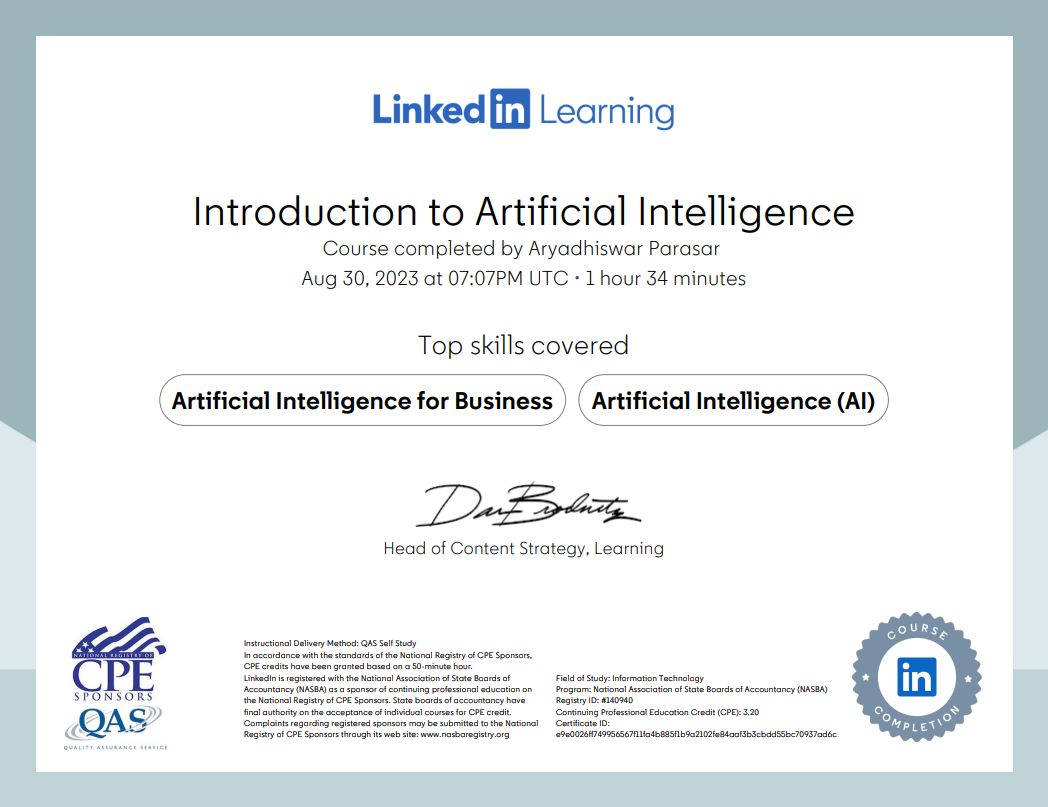 Linked in Learning
Introduction to Artificial Intelligence
Course completed by Aryadhiswar Parasar
Aug 30, 2023 at 07:07PM UTC • 1 hour 34 minutes
Top skills covered
Artificial Intelligence for Business
Artificial Intelligence (AI)
Dan Brodnitz
Head of Content Strategy, Learning
NATIONAL REGISTRY OF
CPE
SPONSORS
QAS
QUALITY ASSURANCE SERVICE
Instructional Delivery Method: QAS Self Study
In accordance with the standards of the National Registry of CPE Sponsors,
CPE credits have been granted based on a 50-minute hour.
LinkedIn is registered with the National Association of State Boards of
Accountancy (NASBA) as a sponsor of continuing professional education on
the National Registry of CPE Sponsors. State boards of accountancy have
final authority on the acceptance of individual courses for CPE credit.
Complaints regarding registered sponsors may be submitted to the National
Registry of CPE Sponsors through its web site: www.nasbaregistry.org
Field of Study: Information Technology
Program: National Association of State Boards of Accountancy (NASBA)
Registry ID: #140940
Continuing Professional Education Credit (CPE): 3.20
Certificate ID:
COURSE
in
COMPLETION